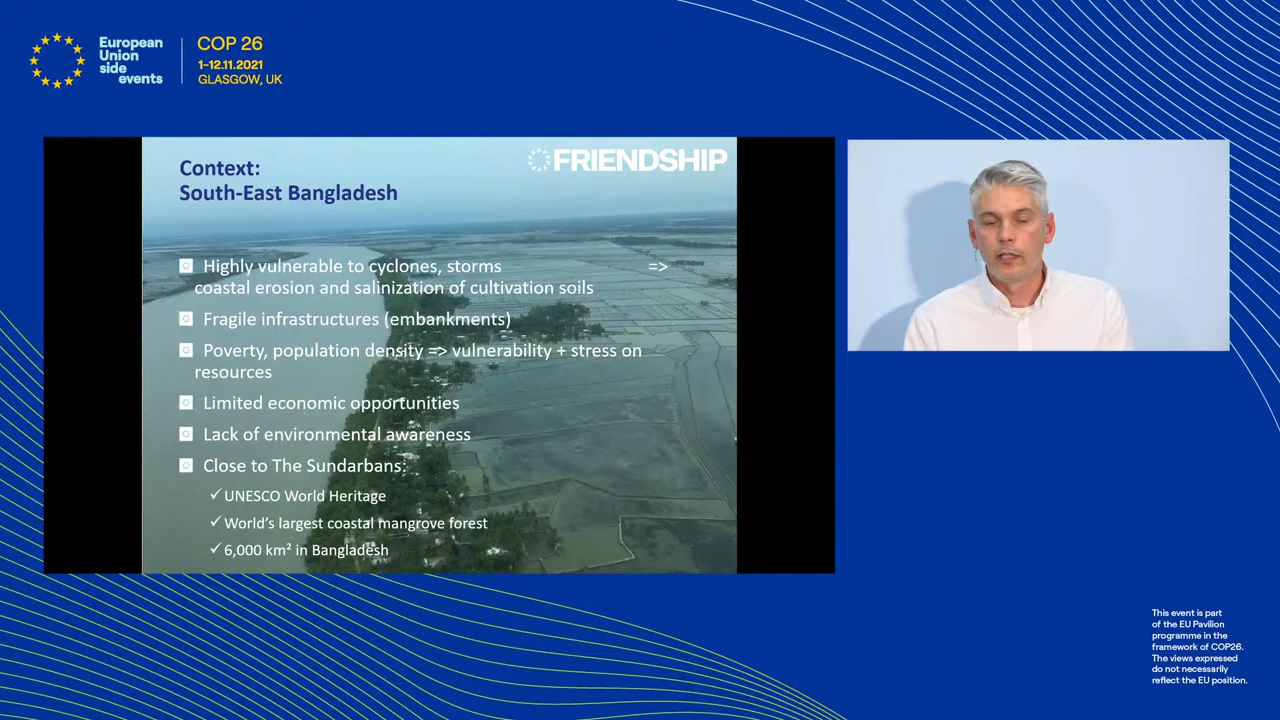 European
Union
side
events
COP 26
1-12.11.2021
GLASGOW, UK
FRIENDSHIP
Context:
South-East Bangladesh
Highly vulnerable to cyclones, storms =>
coastal erosion and salinization of cultivation soils
Fragile infrastructures (embankments)
Poverty, population density => vulnerability + stress on
resources
Limited economic opportunities
Lack of environmental awareness
Close to The Sundarbans:
✓ UNESCO World Heritage
✓ World's largest coastal mangrove forest
✓ 6,000 km² in Bangladesh
This event is part
of the EU Pavilion
programme in the
framework of COP26.
The views expressed
do not necessarily
reflect the EU position.